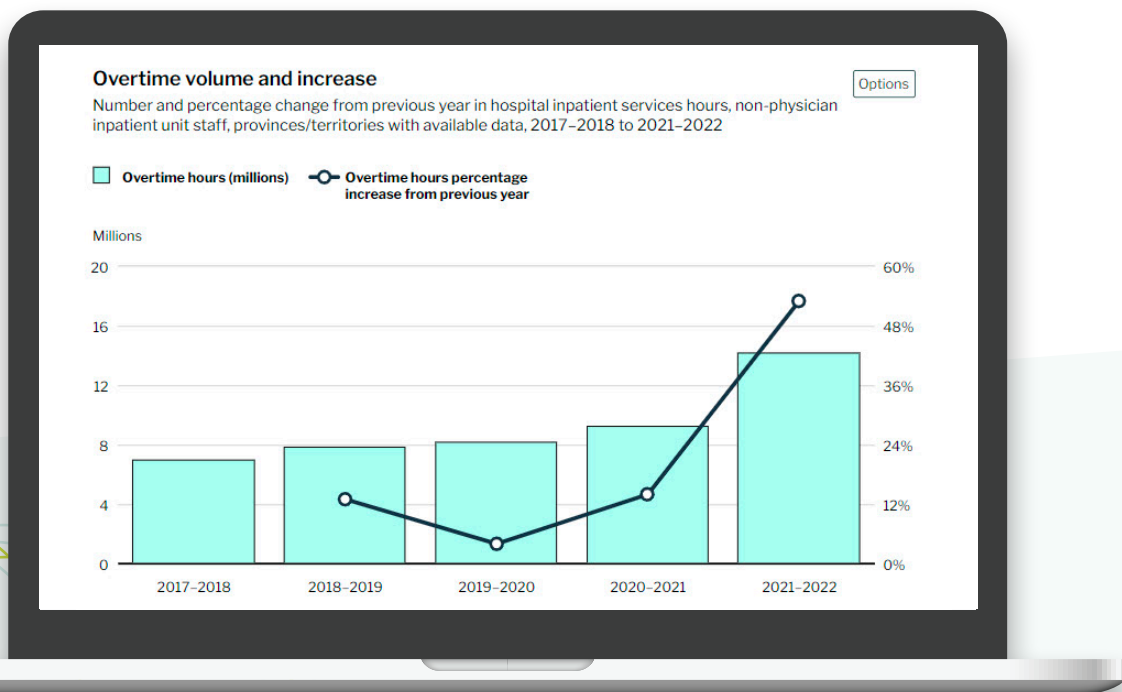 Overtime volume and increase
Options
Number and percentage change from previous year in hospital inpatient services hours, non-physician
inpatient unit staff, provinces/territories with available data, 2017–2018 to 2021–2022
Overtime hours (millions)
Overtime hours percentage
increase from previous year
Millions
20
60%
16
48%
12
36%
8
24%
4
12%
0
0%
2017–2018
2018–2019
2019–2020
2020–2021
2021–2022